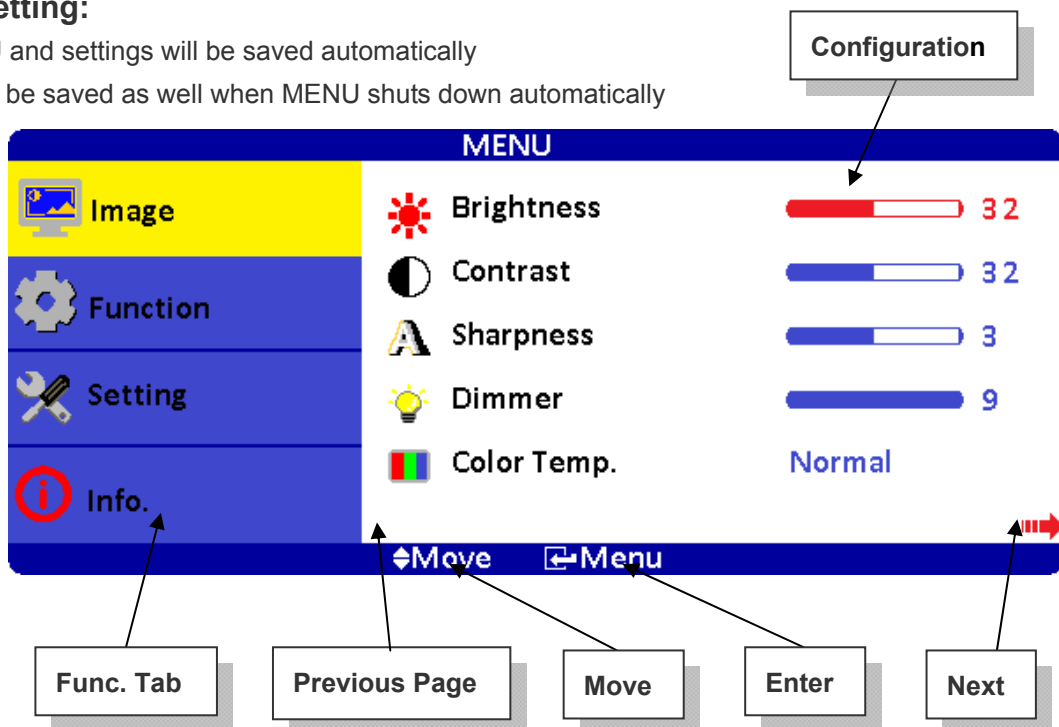 etting:
and settings will be saved automatically
be saved as well when MENU shuts down automatically
Configuration
MENU
Image
Function
Setting
Info.
Brightness 32
Contrast 32
Sharpness 3
Dimmer 9
Color Temp. Normal
Move Menu
Func. Tab
Previous Page
Move
Enter
Next